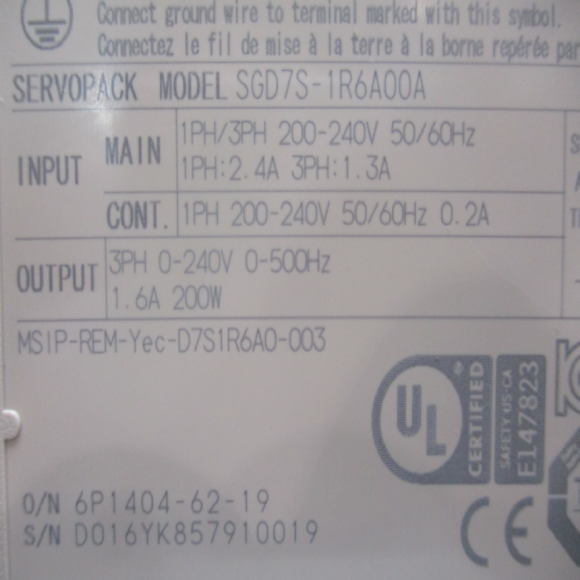 Connect ground wire to terminal marked with this symbol.
Connectez le fil de mise à la terre à la borne repérée par
SERVOPACK MODEL SGD7S-1R6A00A
INPUT MAIN 1PH/3PH 200-240V 50/60Hz
1PH:2.4A 3PH:1.3A
CONT. 1PH 200-240V 50/60Hz 0.2A
OUTPUT 3PH 0-240V 0-500Hz
1.6A 200W
MSIP-REM-Yec-D7S1R6A0-003
UL ® CERTIFIED
SAFETY US-CA
E147823
O/N 6P1404-62-19
S/N D016YK857910019
CE